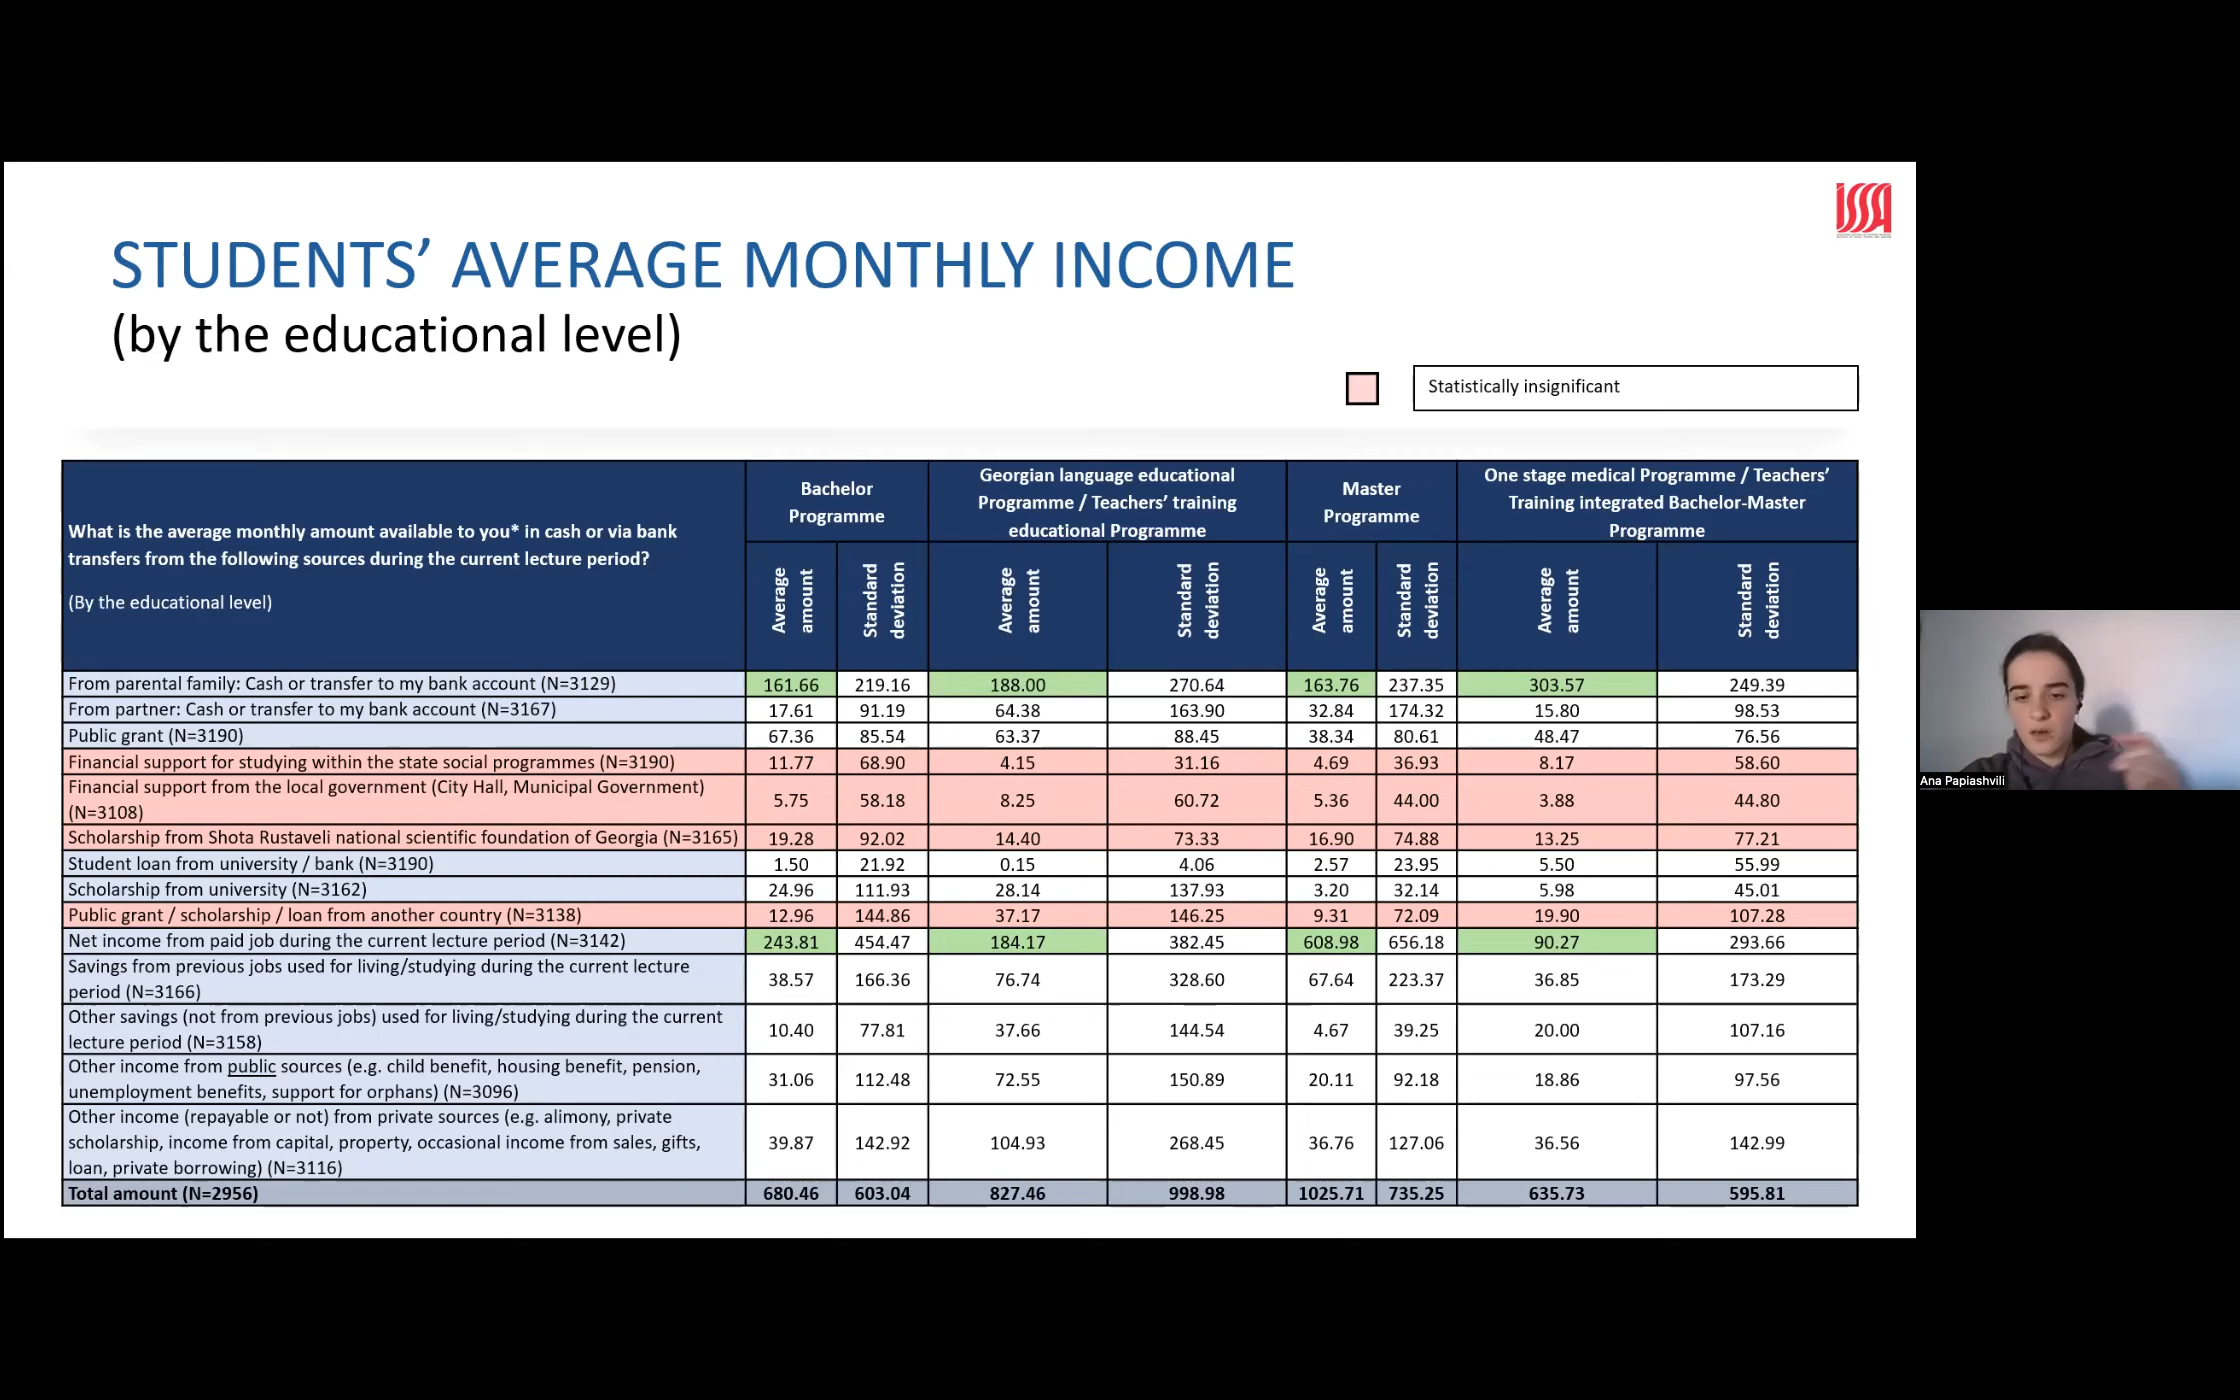 ISSA
STUDENTS’ AVERAGE MONTHLY INCOME
(by the educational level)
Statistically insignificant
What is the average monthly amount available to you* in cash or via bank
transfers from the following sources during the current lecture period?
(By the educational level)
Bachelor
Programme
Georgian language educational
Programme / Teachers’ training
educational Programme
Master
Programme
One stage medical Programme / Teachers’
Training integrated Bachelor-Master
Programme
Average
amount
Standard
deviation
Average
amount
Standard
deviation
Average
amount
Standard
deviation
Average
amount
Standard
deviation
From parental family: Cash or transfer to my bank account (N=3129) 161.66 219.16 188.00 270.64 163.76 237.35 303.57 249.39
From partner: Cash or transfer to my bank account (N=3167) 17.61 91.19 64.38 163.90 32.84 174.32 15.80 98.53
Public grant (N=3190) 67.36 85.54 63.37 88.45 38.34 80.61 48.47 76.56
Financial support for studying within the state social programmes (N=3190) 11.77 68.90 4.15 31.16 4.69 36.93 8.17 58.60
Financial support from the local government (City Hall, Municipal Government)
(N=3108) 5.75 58.18 8.25 60.72 5.36 44.00 3.88 44.80
Scholarship from Shota Rustaveli national scientific foundation of Georgia (N=3165) 19.28 92.02 14.40 73.33 16.90 74.88 13.25 77.21
Student loan from university / bank (N=3190) 1.50 21.92 0.15 4.06 2.57 23.95 5.50 55.99
Scholarship from university (N=3162) 24.96 111.93 28.14 137.93 3.20 32.14 5.98 45.01
Public grant / scholarship / loan from another country (N=3138) 12.96 144.86 37.17 146.25 9.31 72.09 19.90 107.28
Net income from paid job during the current lecture period (N=3142) 243.81 454.47 184.17 382.45 608.98 656.18 90.27 293.66
Savings from previous jobs used for living/studying during the current lecture
period (N=3166) 38.57 166.36 76.74 328.60 67.64 223.37 36.85 173.29
Other savings (not from previous jobs) used for living/studying during the current
lecture period (N=3158) 10.40 77.81 37.66 144.54 4.67 39.25 20.00 107.16
Other income from public sources (e.g. child benefit, housing benefit, pension,
unemployment benefits, support for orphans) (N=3096) 31.06 112.48 72.55 150.89 20.11 92.18 18.86 97.56
Other income (repayable or not) from private sources (e.g. alimony, private
scholarship, income from capital, property, occasional income from sales, gifts,
loan, private borrowing) (N=3116) 39.87 142.92 104.93 268.45 36.76 127.06 36.56 142.99
Total amount (N=2956) 680.46 603.04 827.46 998.98 1025.71 735.25 635.73 595.81
Ana Papiashvili